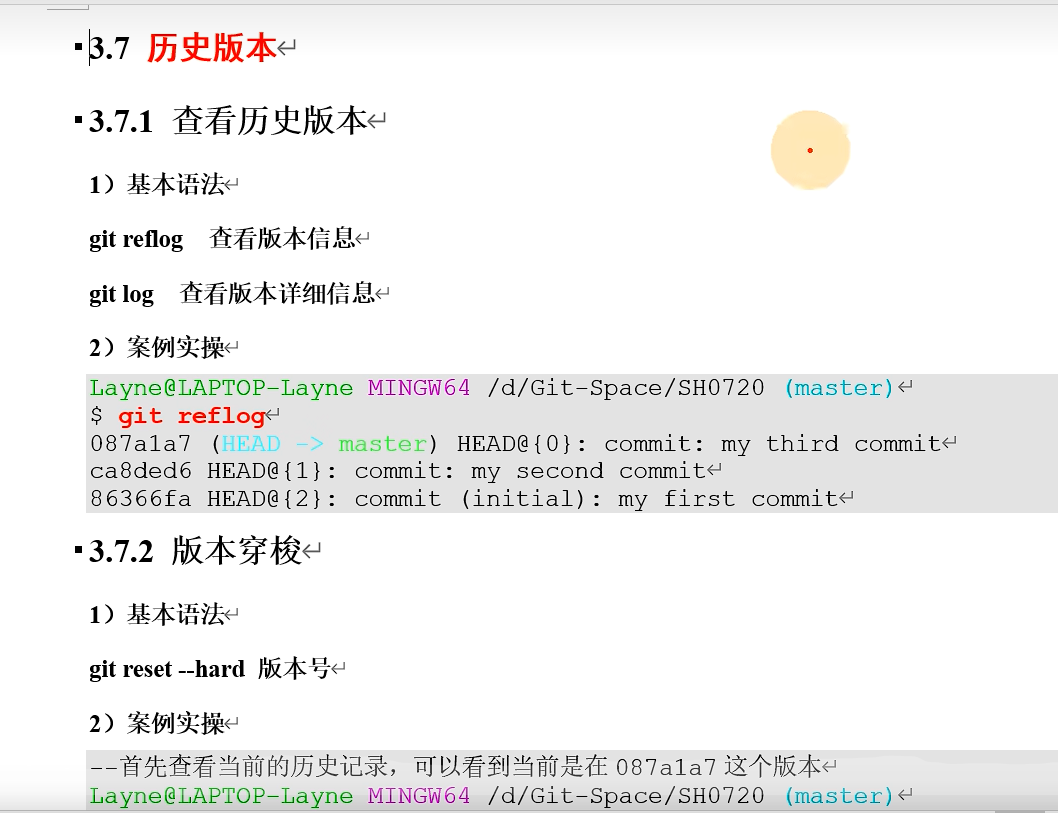 3.7 历史版本
3.7.1 查看历史版本
1）基本语法
git reflog 查看版本信息
git log 查看版本详细信息
2）案例实操
Layne@LAPTOP-Layne MINGW64 /d/Git-Space/SH0720 (master)
$ git reflog
087a1a7 (HEAD -> master) HEAD@{0}: commit: my third commit
ca8ded6 HEAD@{1}: commit: my second commit
86366fa HEAD@{2}: commit (initial): my first commit
3.7.2 版本穿梭
1）基本语法
git reset --hard 版本号
2）案例实操
--首先查看当前的历史记录，可以看到当前是在 087a1a7 这个版本
Layne@LAPTOP-Layne MINGW64 /d/Git-Space/SH0720 (master)